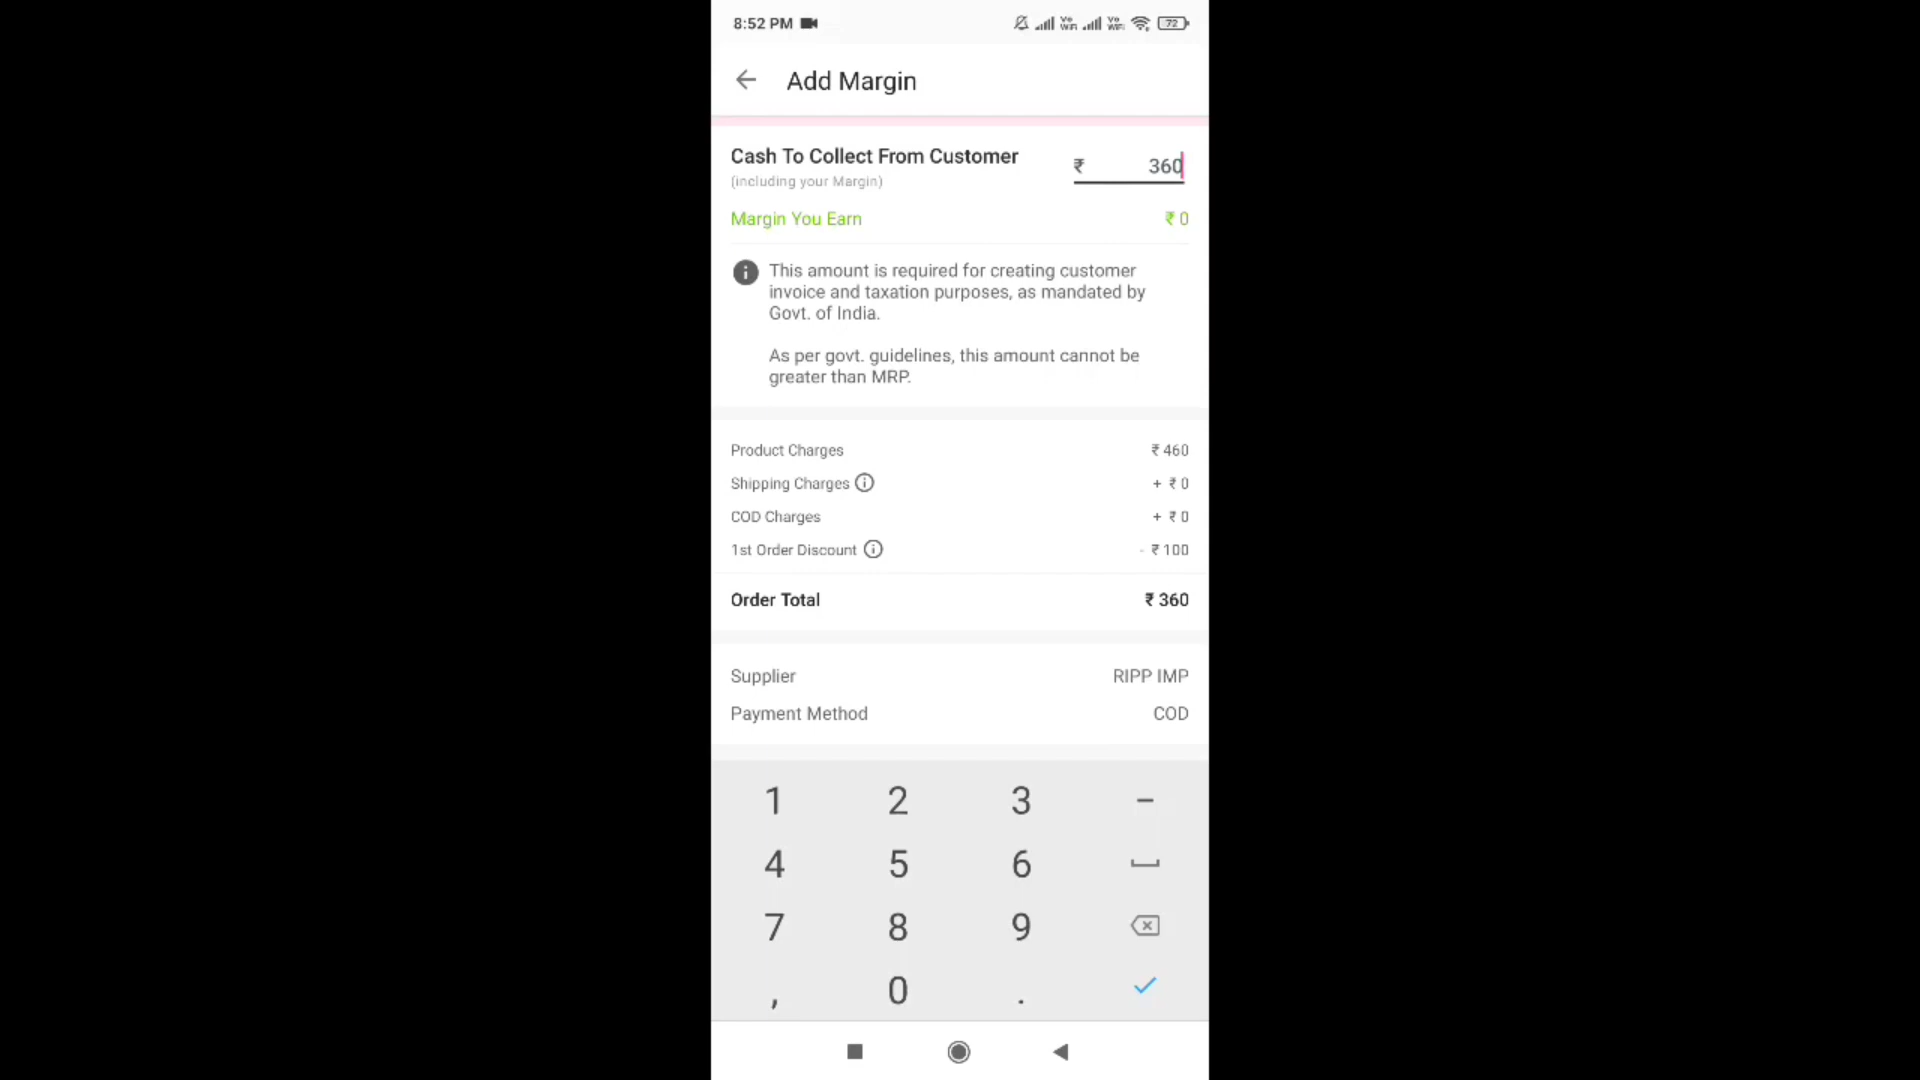 8:52 PM
72
Add Margin
Cash To Collect From Customer
₹ 360
(including your Margin)
Margin You Earn ₹ 0
This amount is required for creating customer
invoice and taxation purposes, as mandated by
Govt. of India.
As per govt. guidelines, this amount cannot be
greater than MRP.
Product Charges ₹ 460
Shipping Charges + ₹ 0
COD Charges + ₹ 0
1st Order Discount - ₹ 100
Order Total ₹ 360
Supplier RIPP IMP
Payment Method COD
1 2 3 –
4 5 6
7 8 9
, 0 .